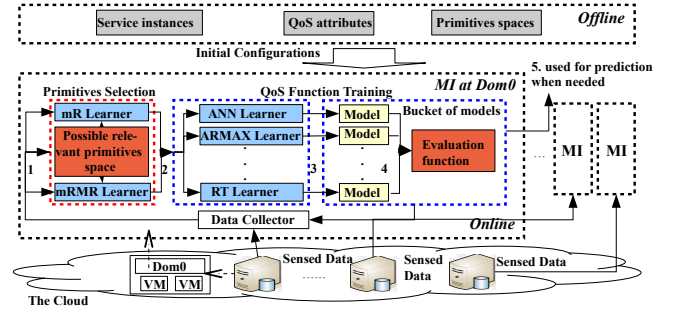 Service instances
QoS attributes
Primitives spaces
Offline
Initial Configurations
5. used for prediction
when needed
Primitives Selection
QoS Function Training
MI at Dom0
mR Learner
Possible rele-
vant primitives
space
mRMR Learner
1
2
ANN Learner
ARMAX Learner
RT Learner
3
Model
Model
Model
4
Bucket of models
Evaluation
function
...
MI
MI
Data Collector
Online
Dom0
VM
VM
The Cloud
Sensed Data
......
Sensed
Data
Sensed Data